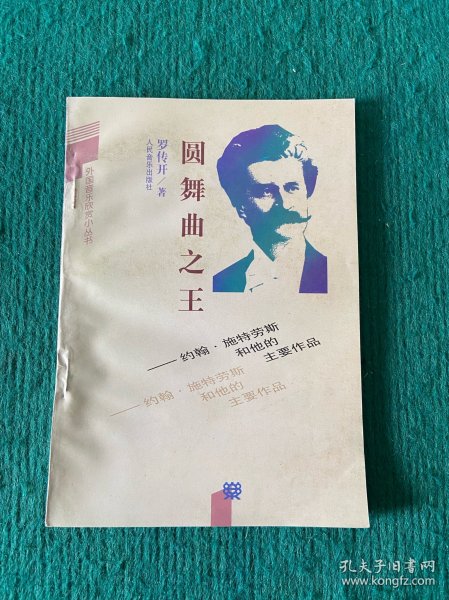 外国音乐欣赏小丛书
圆舞曲之王
罗传开／著
人民音乐出版社
——约翰·施特劳斯
和他的
主要作品
——约翰·施特劳斯
和他的
主要作品
孔夫子旧书网
www.kongfz.com